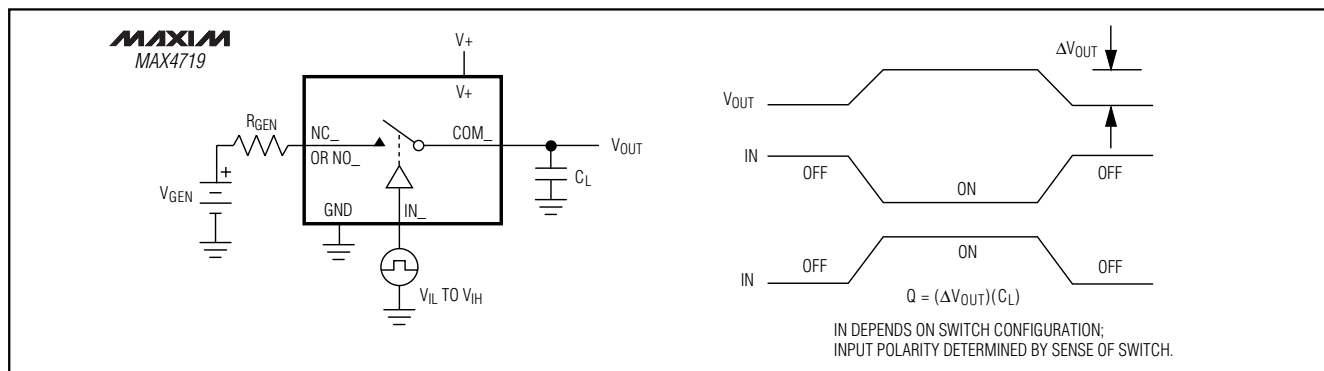 MAXIM
MAX4719
V+
V+
RGEN
NC_
OR NO_
COM_
VOUT
+
VGEN
CL
GND
IN_
VIL TO VIH
ΔVOUT
VOUT
IN
OFF
ON
OFF
IN
OFF
ON
OFF
Q = (ΔVOUT)(CL)
IN DEPENDS ON SWITCH CONFIGURATION;
INPUT POLARITY DETERMINED BY SENSE OF SWITCH.